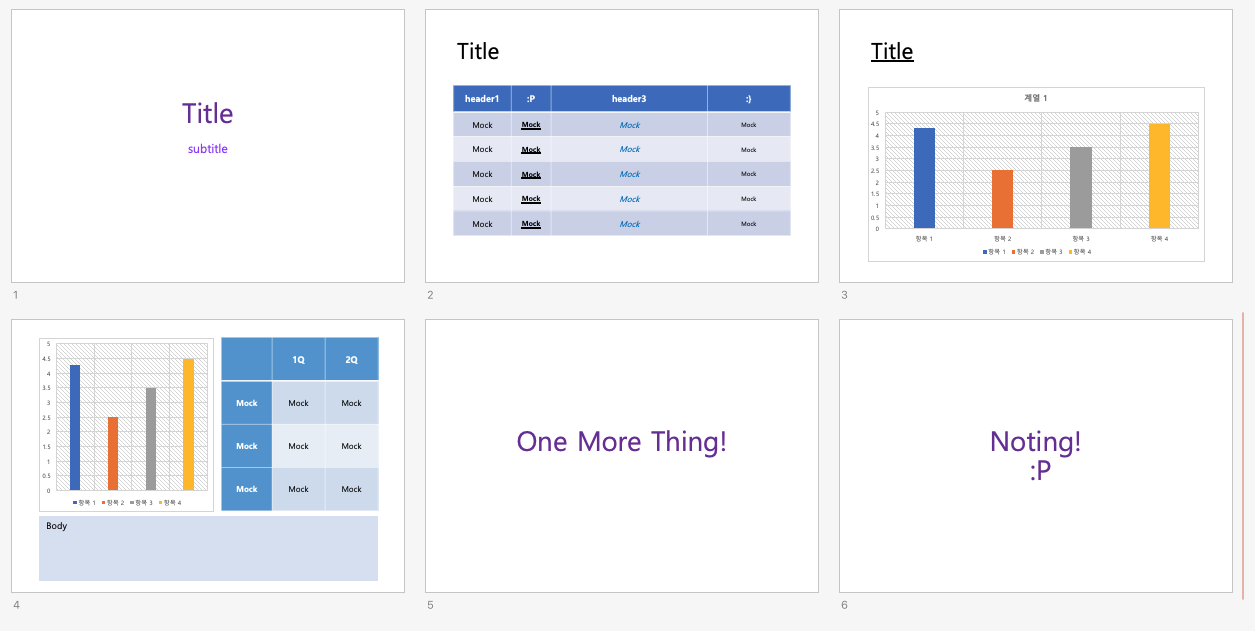 Title
subtitle
1
Title
header1 :P header3 :)
Mock Mock Mock Mock
Mock Mock Mock Mock
Mock Mock Mock Mock
Mock Mock Mock Mock
Mock Mock Mock Mock
2
Title
계열 1
5
4.5
4
3.5
3
2.5
2
1.5
1
0.5
0
항목 1 항목 2 항목 3 항목 4
항목 1 항목 2 항목 3 항목 4
3
5
4.5
4
3.5
3
2.5
2
1.5
1
0.5
0
항목 1 항목 2 항목 3 항목 4
1Q 2Q
Mock Mock Mock
Mock Mock Mock
Mock Mock Mock
Body
4
One More Thing!
5
Noting!
:P
6